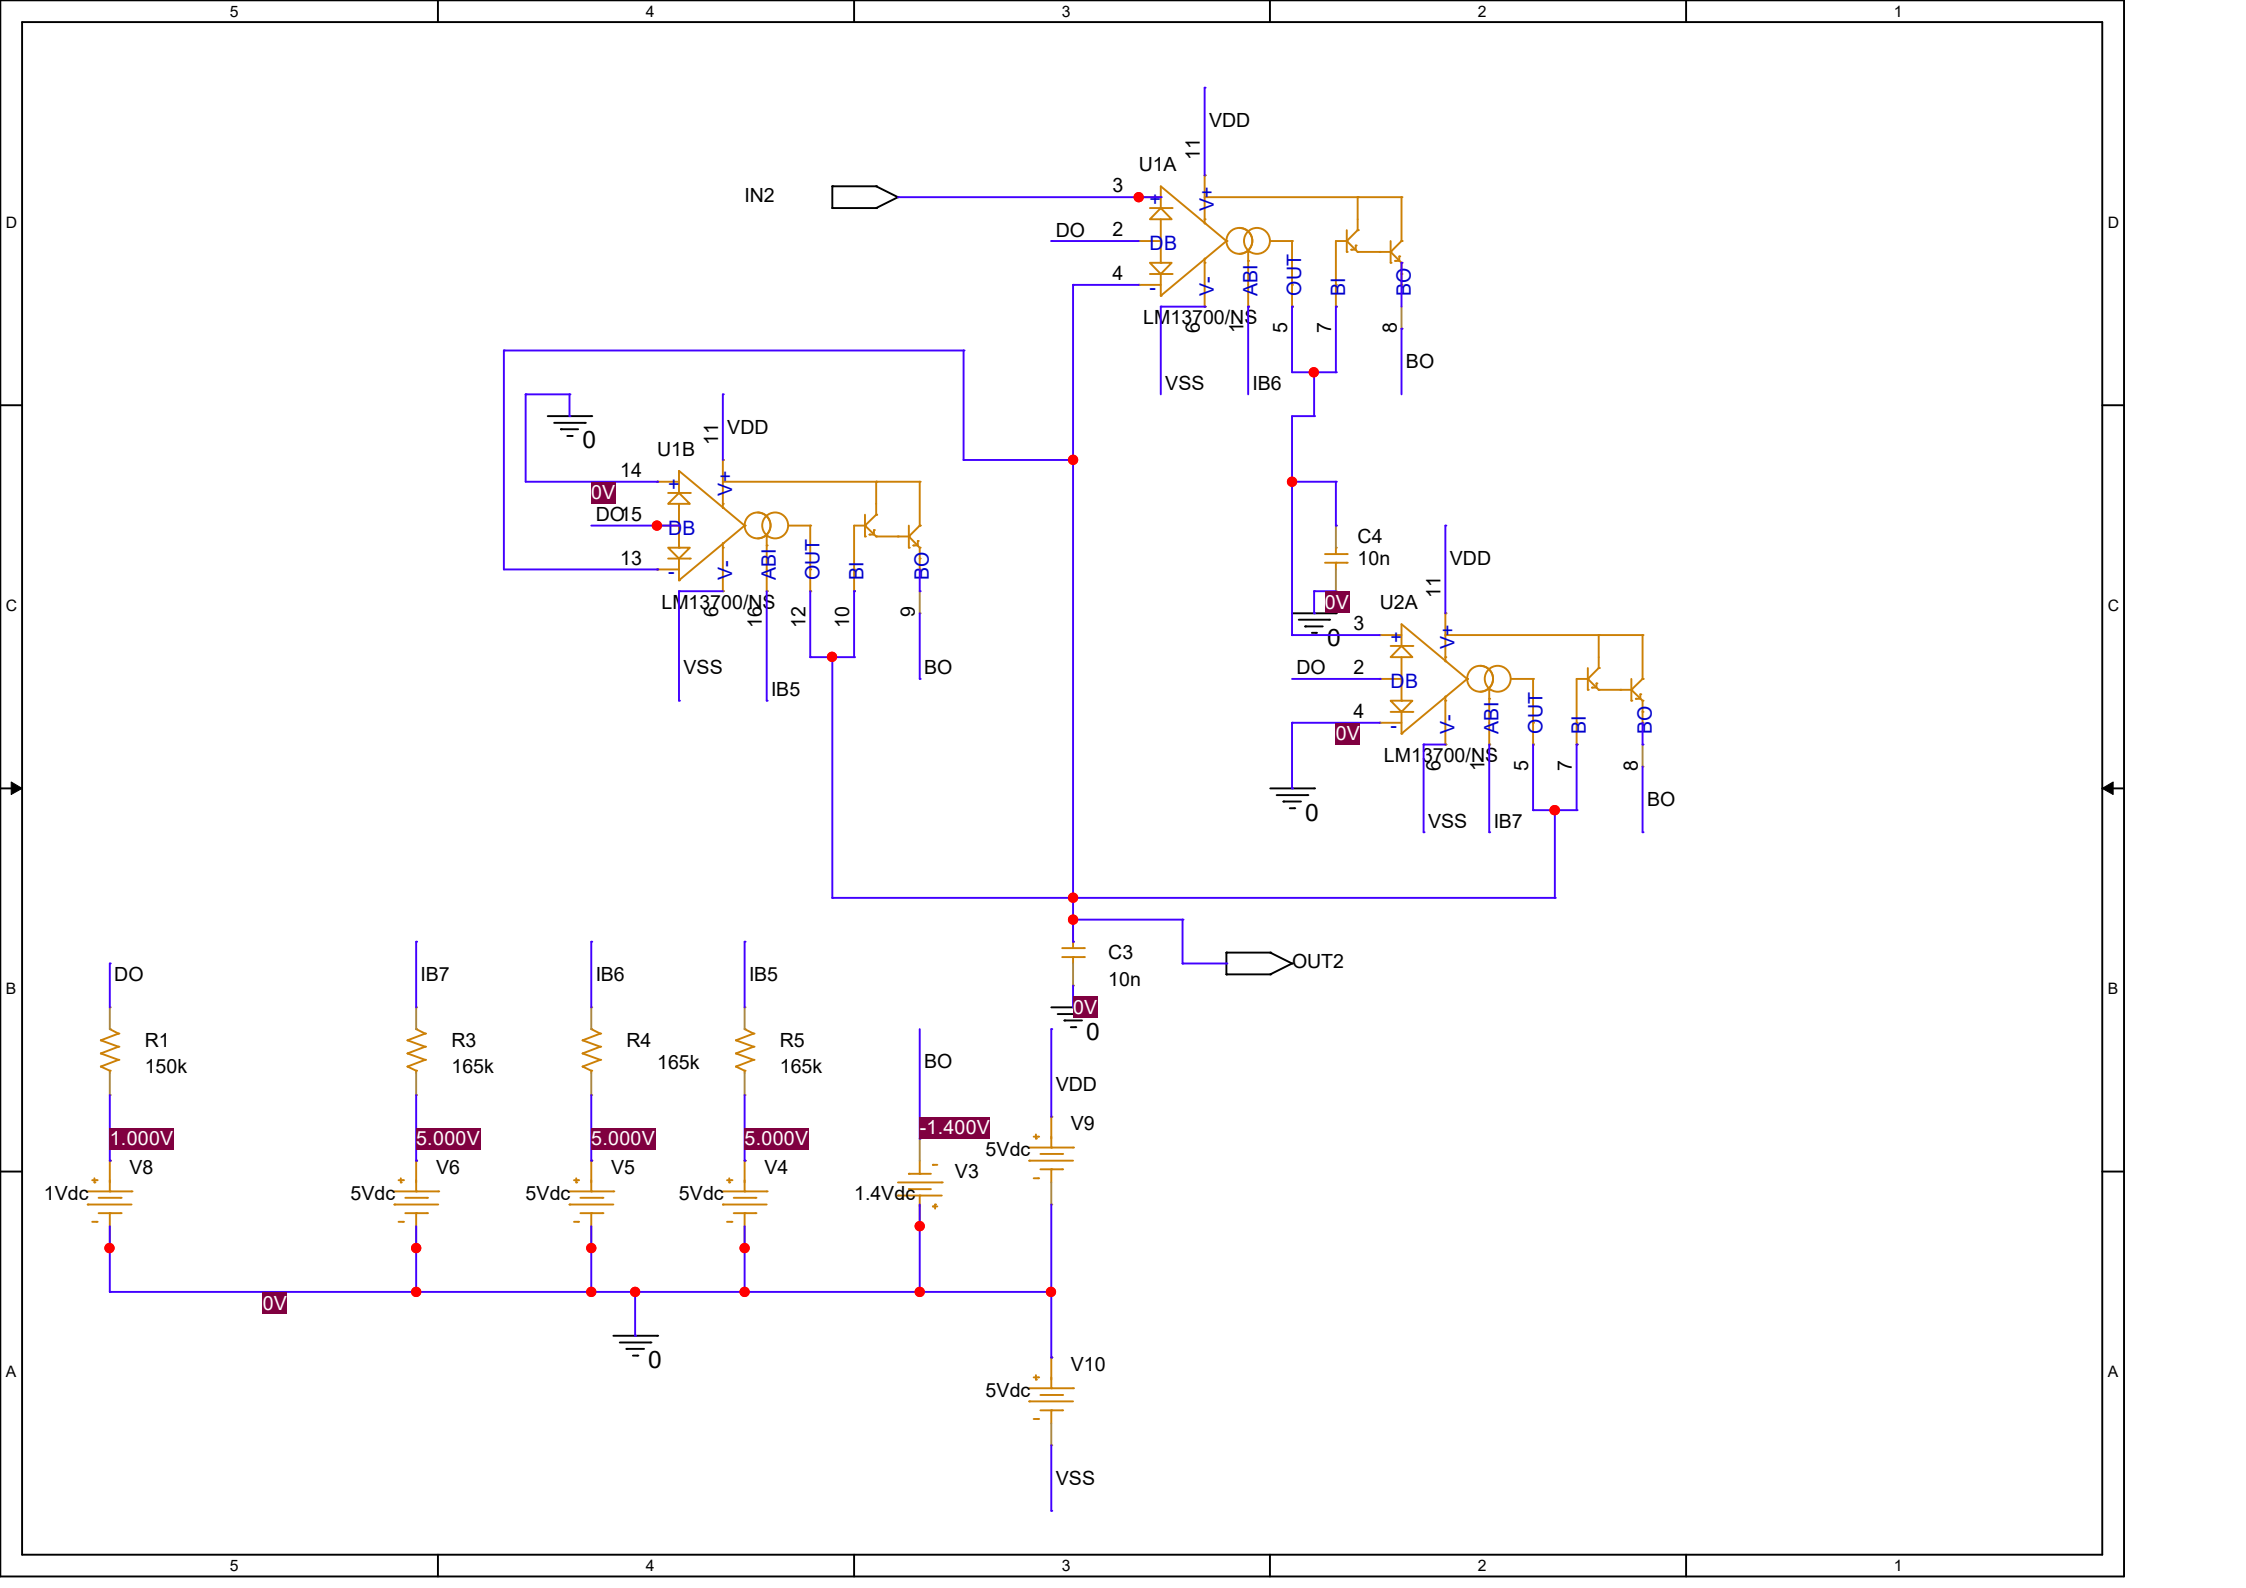 5 4 3 2 1
D D
C C
B B
A A
VDD
11
U1A
IN2
3
+
V+
DO 2
DB
4
-
V-
ABI
OUT
BI
BO
LM13700/NS
6
1
5
7
8
VSS
IB6
BO
0
VDD
11
U1B
14
+
V+
0V
DO 15
DB
13
-
V-
ABI
OUT
BI
BO
LM13700/NS
6
16
12
10
9
VSS
IB5
BO
C4
10n
0V
0
VDD
11
U2A
3
+
V+
DO 2
DB
4
-
0V
V-
ABI
OUT
BI
BO
LM13700/NS
6
1
5
7
8
VSS
IB7
BO
0
C3
10n
0V
0
OUT2
DO
R1
150k
1.000V
V8
1Vdc
+
-
IB7
R3
165k
5.000V
V6
5Vdc
+
-
IB6
R4
165k
5.000V
V5
5Vdc
+
-
IB5
R5
165k
5.000V
V4
5Vdc
+
-
BO
-1.400V
V3
1.4Vdc
-
+
VDD
V9
5Vdc
+
-
0V
0
V10
5Vdc
+
-
VSS
5 4 3 2 1